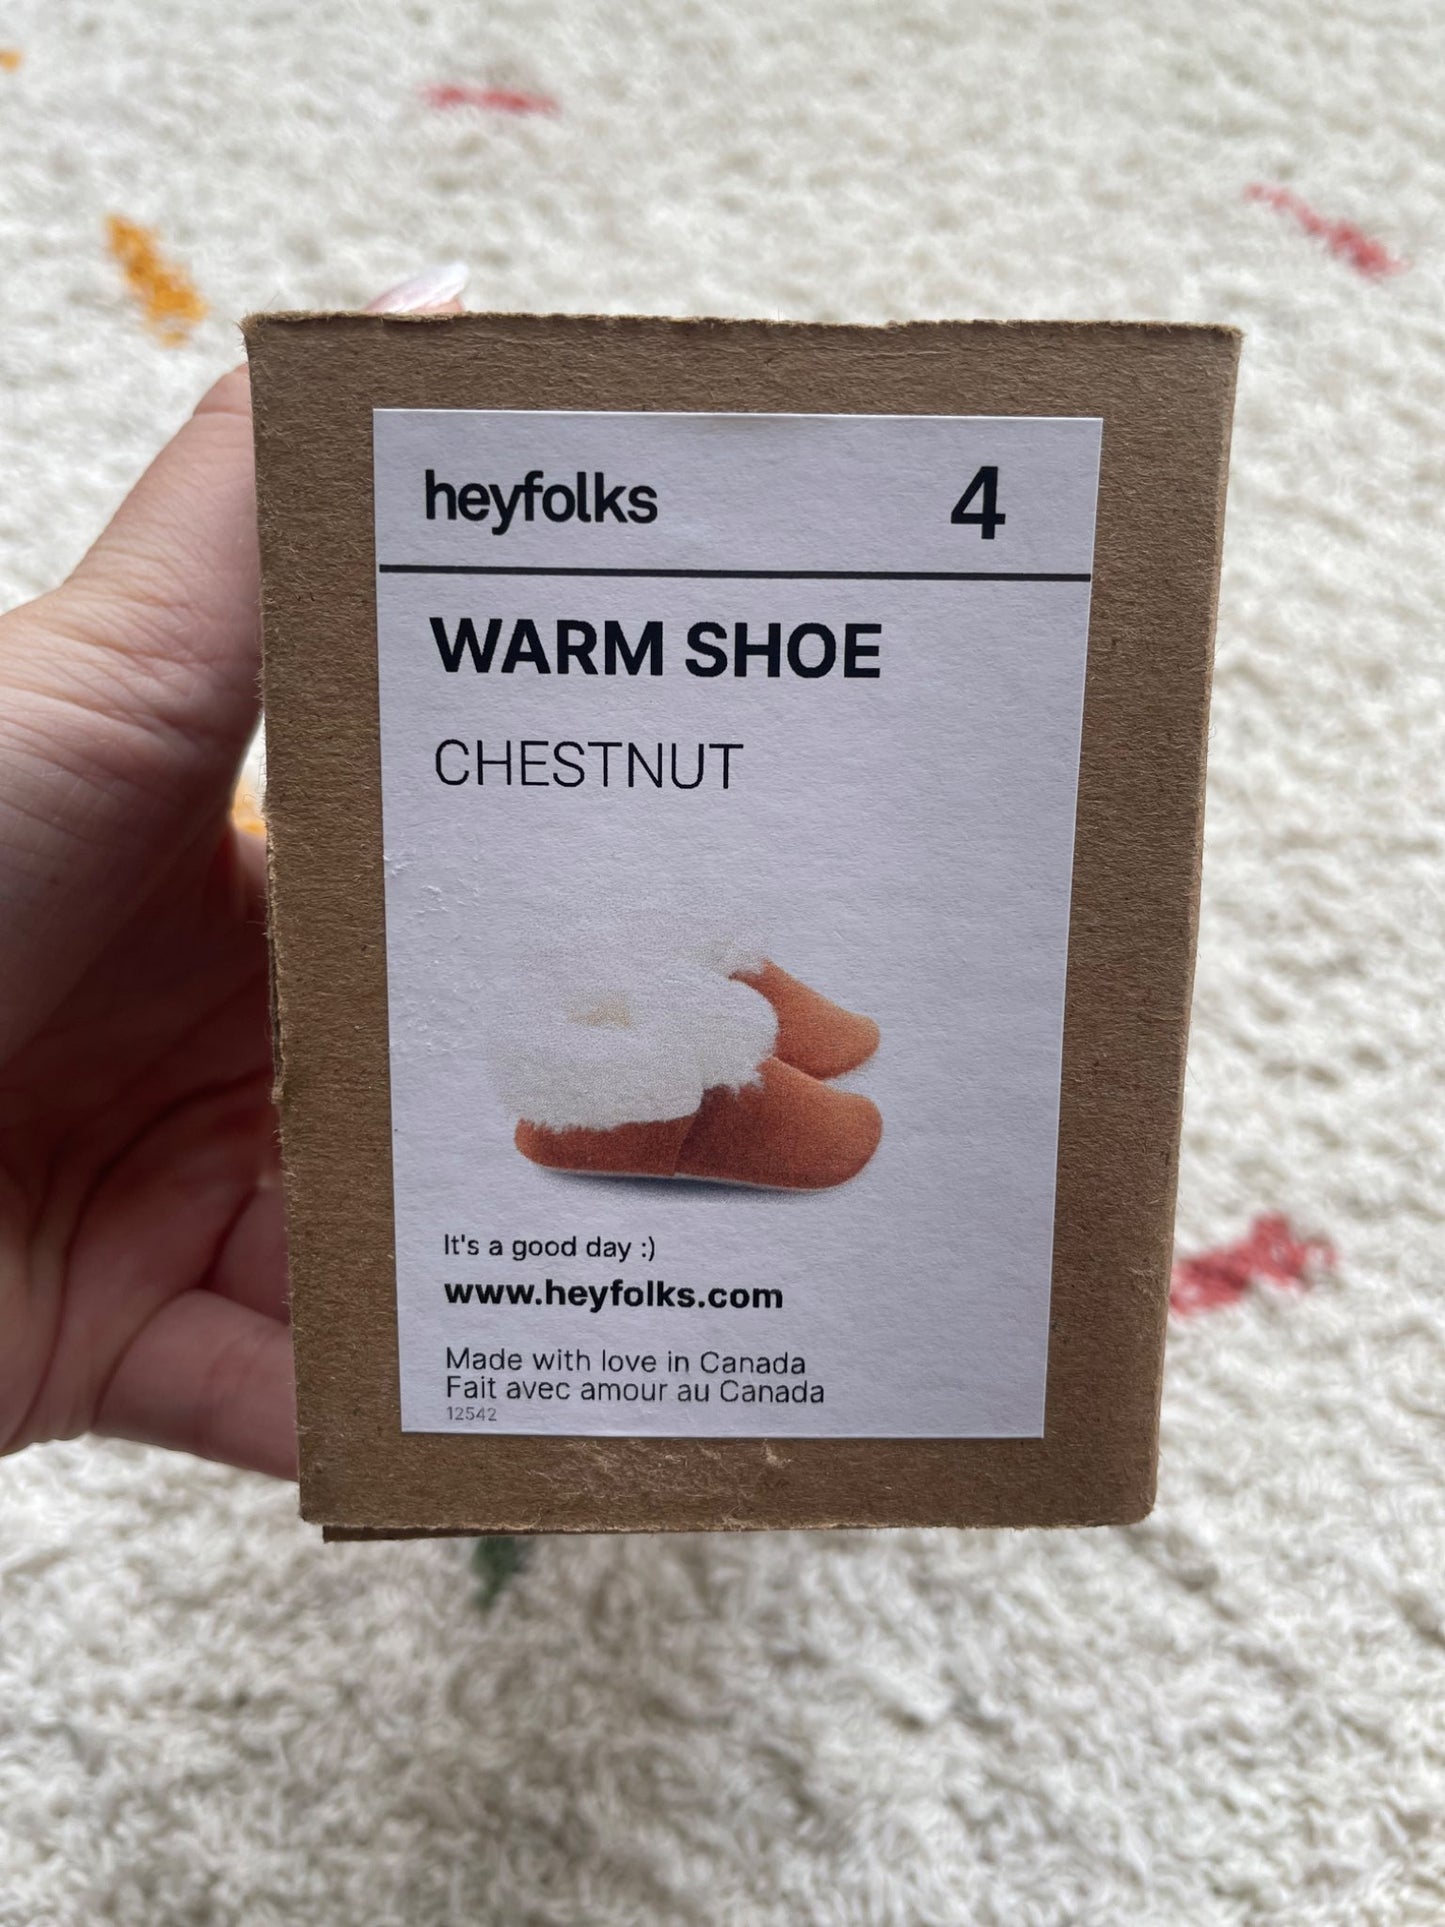 heyfolks 4
WARM SHOE
CHESTNUT
It's a good day :)
www.heyfolks.com
Made with love in Canada
Fait avec amour au Canada
12542